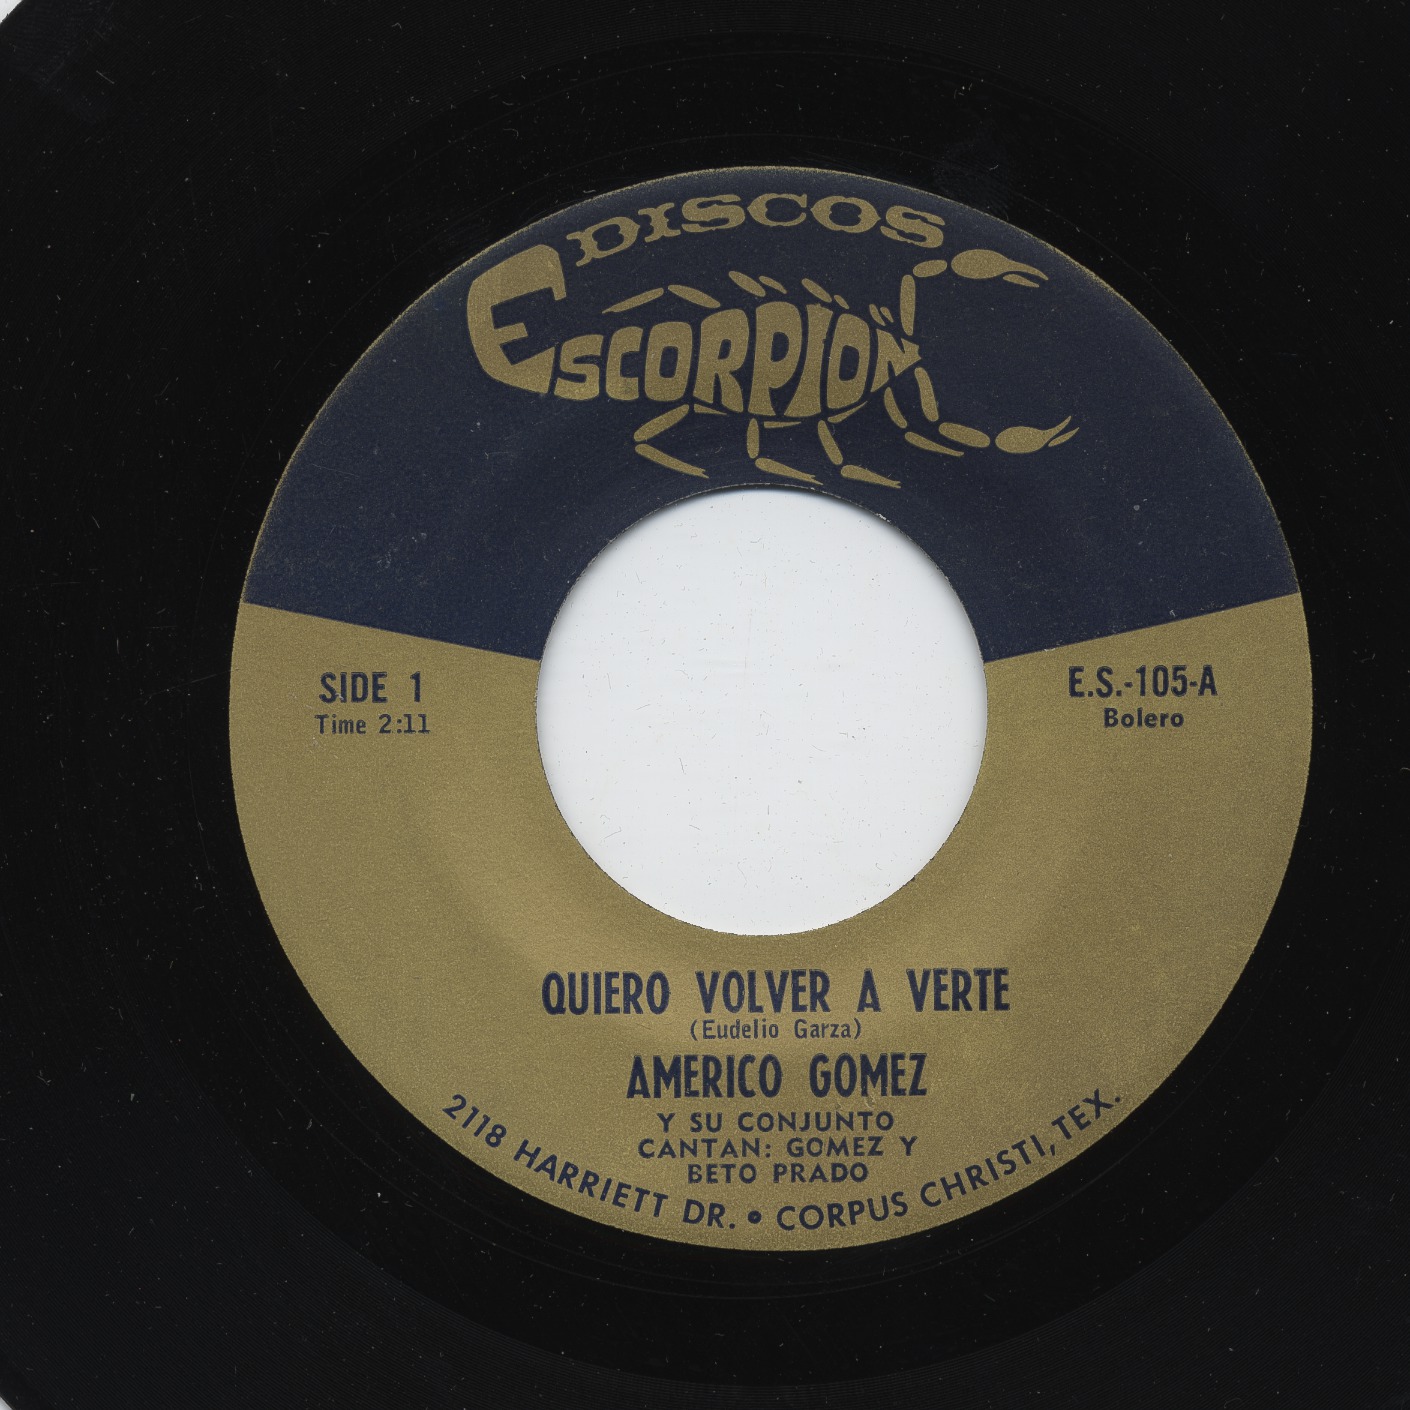 DISCOS
ESCORPION
SIDE 1
Time 2:11
E.S.-105-A
Bolero
QUIERO VOLVER A VERTE
(Eudelio Garza)
AMERICO GOMEZ
Y SU CONJUNTO
CANTAN: GOMEZ Y
BETO PRADO
2118 HARRIETT DR. • CORPUS CHRISTI, TEX.